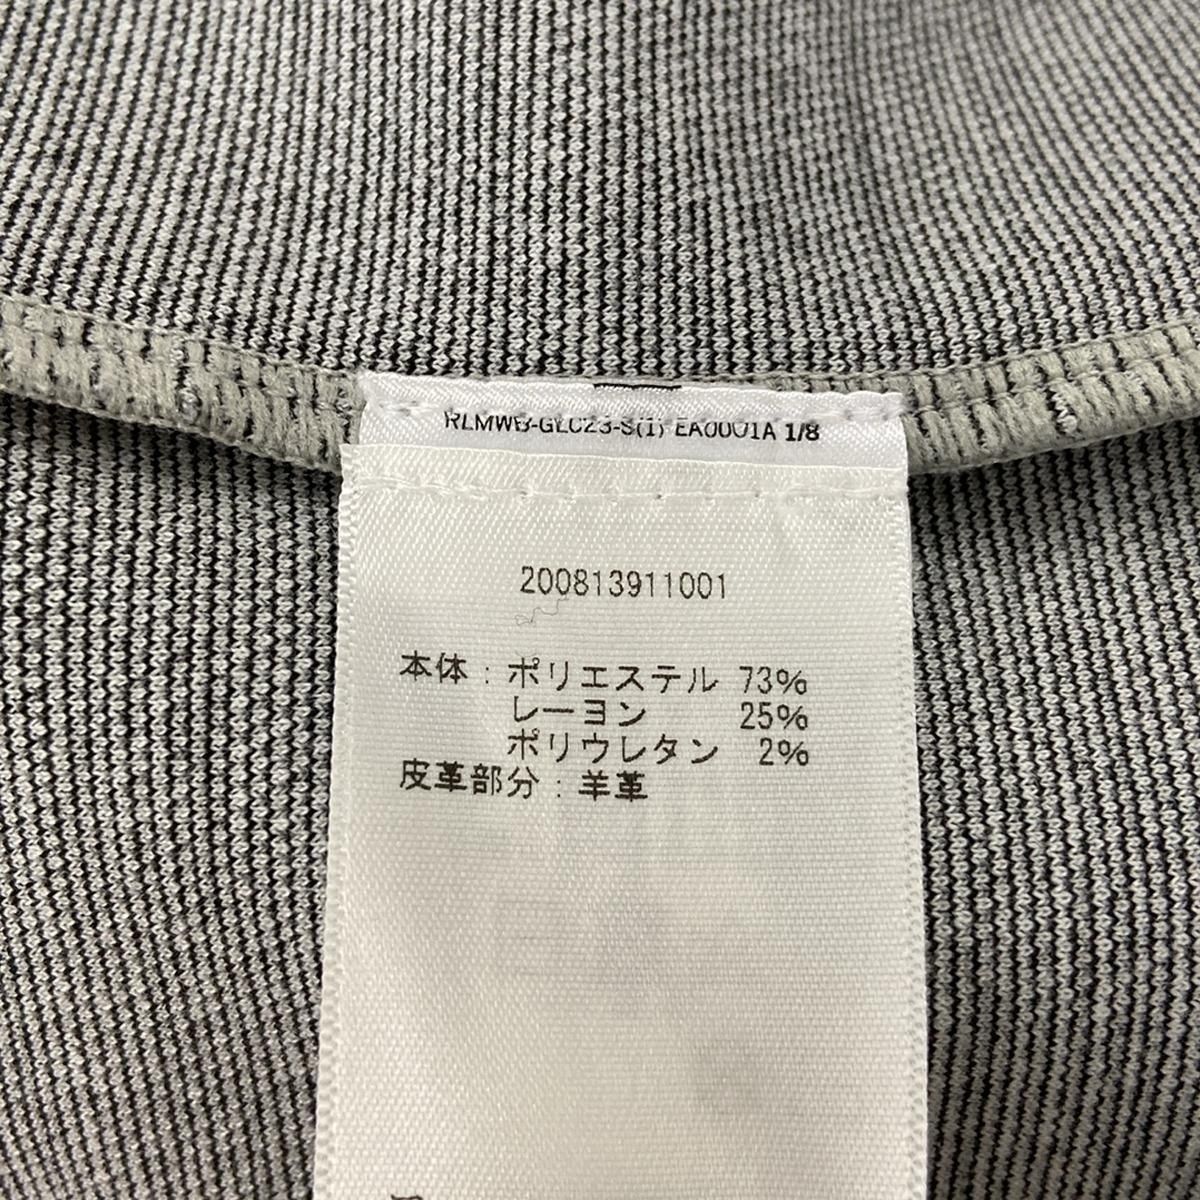 RLMWB-GLC23-S(1) EA0001A 1/8
200813911001
本体：ポリエステル 73%
レーヨン 25%
ポリウレタン 2%
皮革部分：羊革